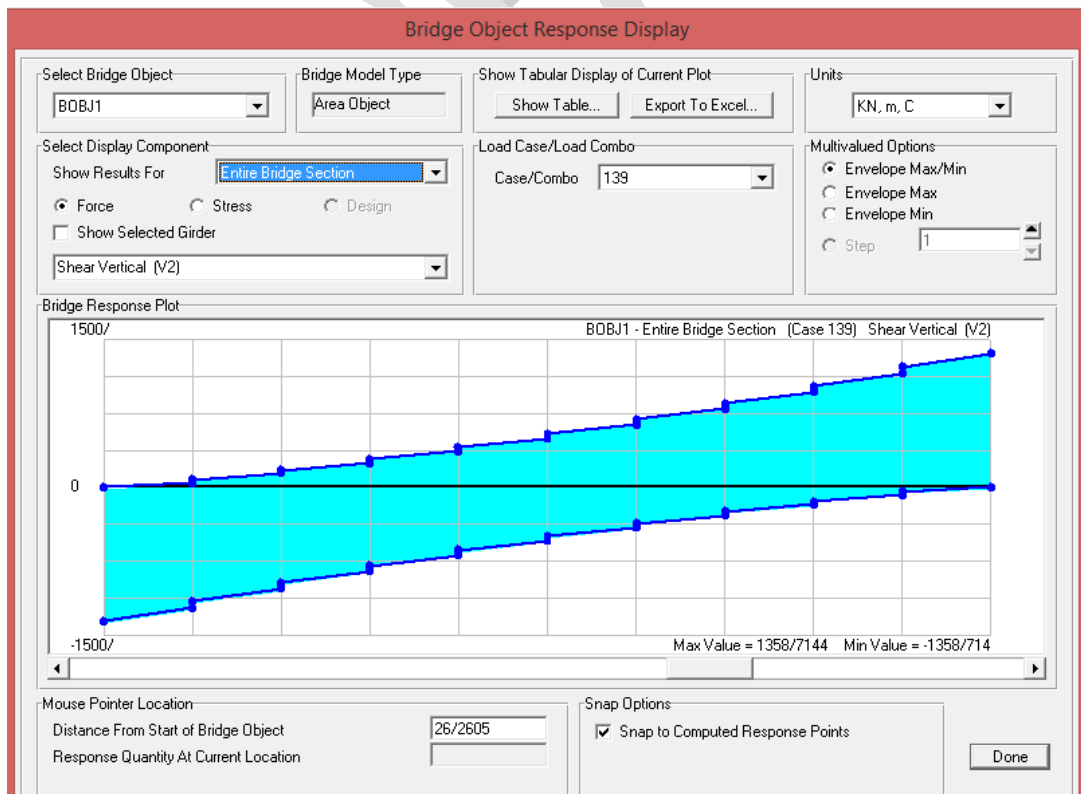 Bridge Object Response Display
Select Bridge Object
BOBJ1
Bridge Model Type
Area Object
Show Tabular Display of Current Plot
Show Table...
Export To Excel...
Units
KN, m, C
Select Display Component
Show Results For
Entire Bridge Section
Force
Stress
Design
Show Selected Girder
Shear Vertical (V2)
Load Case/Load Combo
Case/Combo
139
Multivalued Options
Envelope Max/Min
Envelope Max
Envelope Min
Step
1
Bridge Response Plot
1500/
BOBJ1 - Entire Bridge Section (Case 139) Shear Vertical (V2)
0
-1500/
Max Value = 1358/7144 Min Value = -1358/714
Mouse Pointer Location
Distance From Start of Bridge Object
26/2605
Response Quantity At Current Location
Snap Options
Snap to Computed Response Points
Done